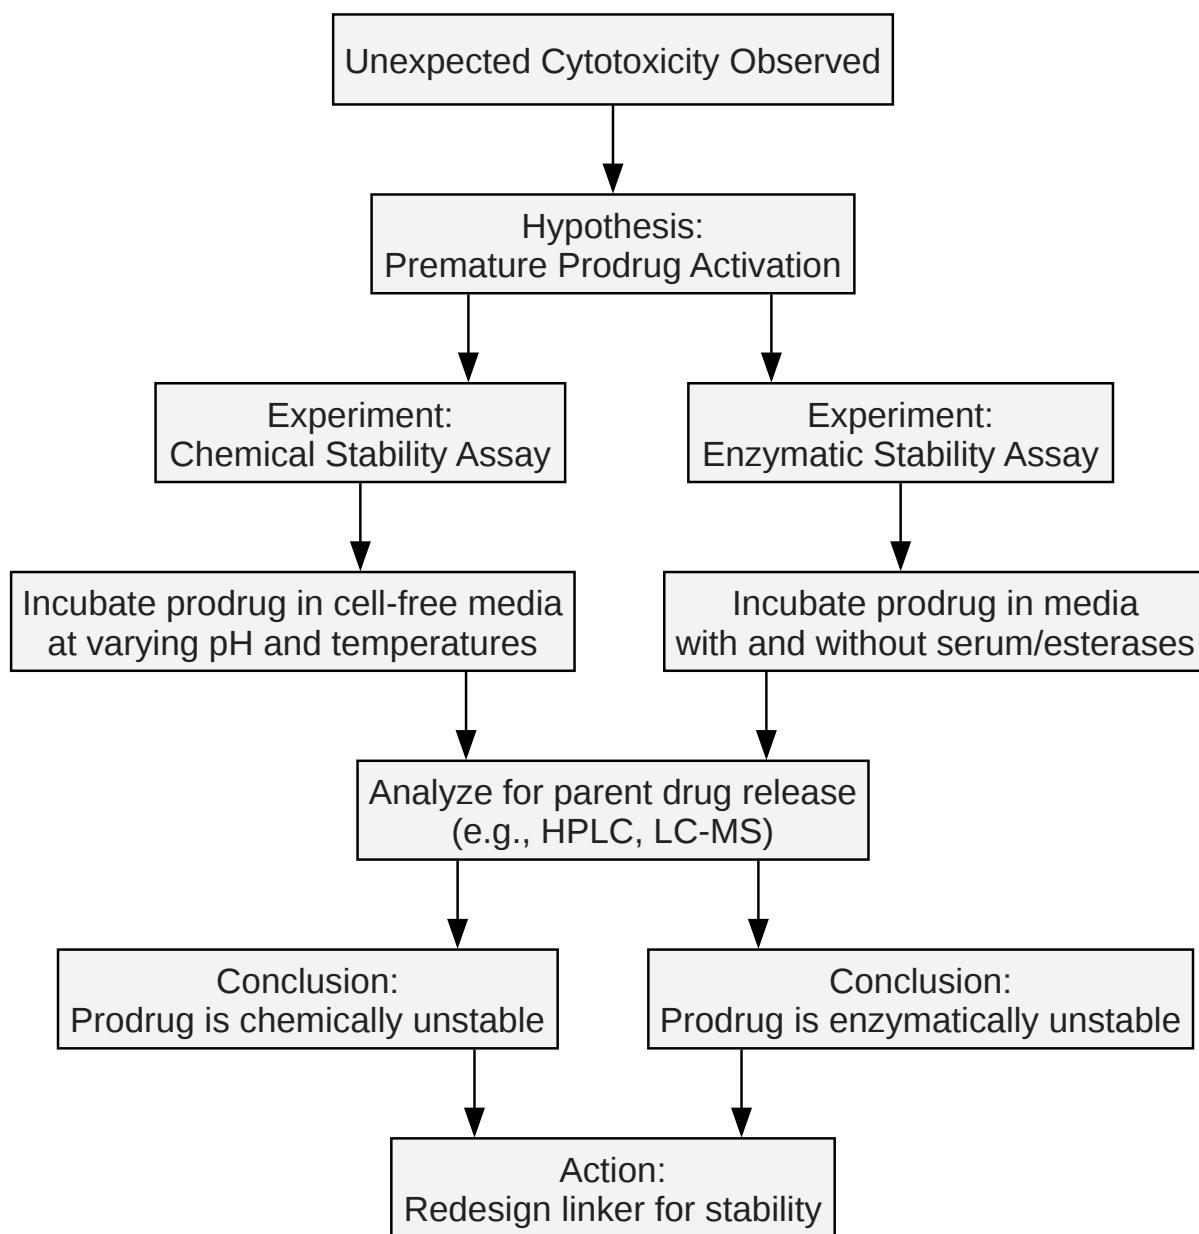 Unexpected Cytotoxicity Observed
Hypothesis:
Premature Prodrug Activation
Experiment:
Chemical Stability Assay
Experiment:
Enzymatic Stability Assay
Incubate prodrug in cell-free media
at varying pH and temperatures
Incubate prodrug in media
with and without serum/esterases
Analyze for parent drug release
(e.g., HPLC, LC-MS)
Conclusion:
Prodrug is chemically unstable
Conclusion:
Prodrug is enzymatically unstable
Action:
Redesign linker for stability